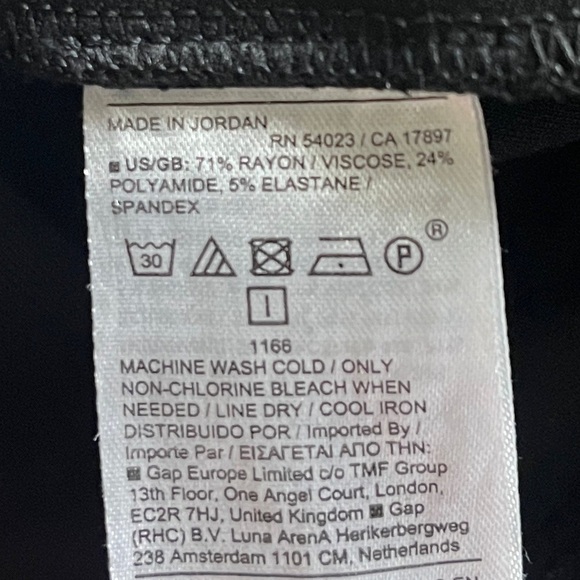 MADE IN JORDAN
RN 54023 / CA 17897
US/GB: 71% RAYON / VISCOSE, 24%
POLYAMIDE, 5% ELASTANE /
SPANDEX
30 P ®
1166
MACHINE WASH COLD / ONLY
NON-CHLORINE BLEACH WHEN
NEEDED / LINE DRY / COOL IRON
DISTRIBUIDO POR / Imported By /
Importe Par / ΕΙΣΑΓΕΤΑΙ ΑΠΟ ΤΗΝ:
Gap Europe Limited c/o TMF Group
13th Floor, One Angel Court, London,
EC2R 7HJ, United Kingdom Gap
(RHC) B.V. Luna ArenA Herikerbergweg
238 Amsterdam 1101 CM, Netherlands